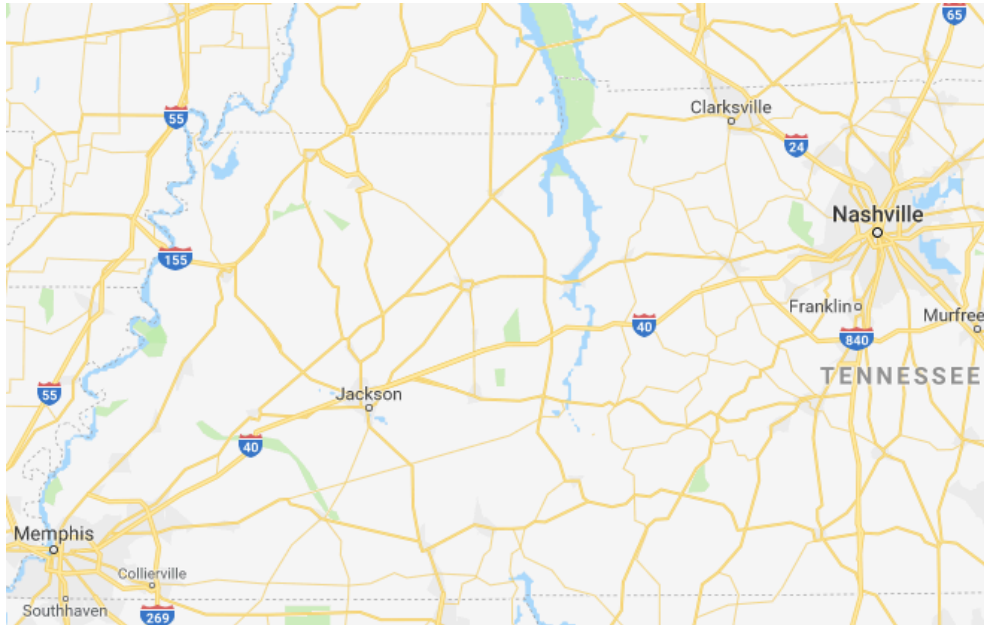 65
Clarksville
55
24
Nashville
155
Franklin
40
Murfree
840
TENNESSEE
55
Jackson
40
Memphis
Collierville
Southhaven
269